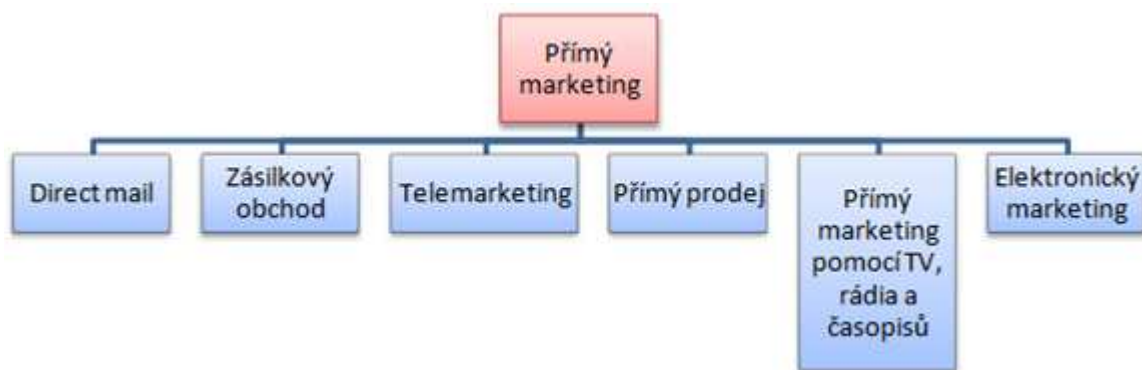 Přímý
marketing
Direct mail
Zásilkový
obchod
Telemarketing
Přímý prodej
Přímý
marketing
pomocí TV,
rádia a
časopisů
Elektronický
marketing